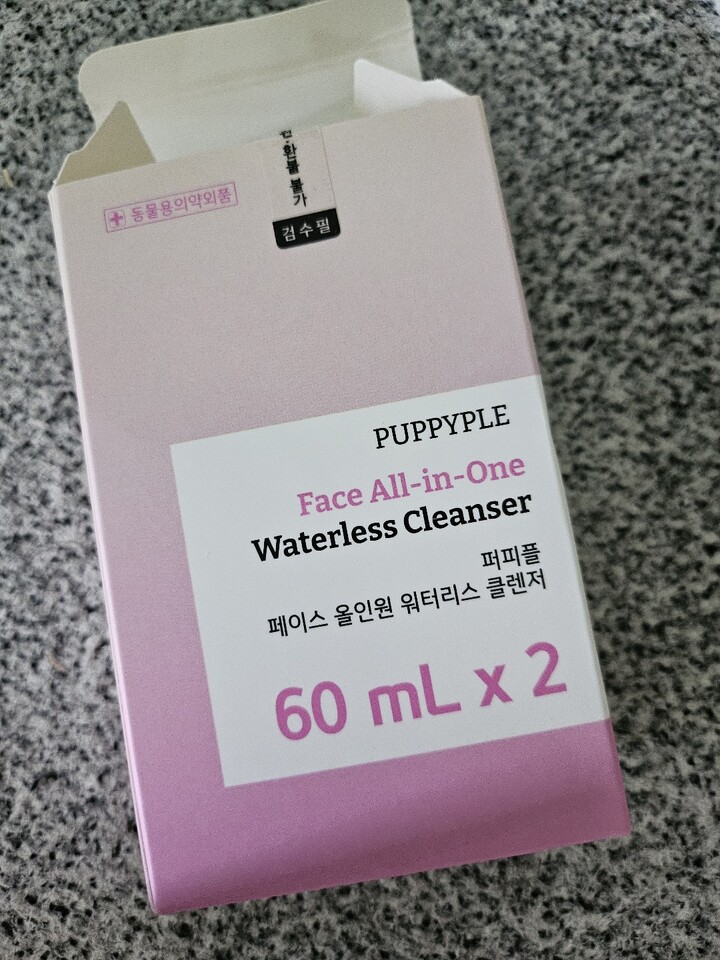 동물용의약외품
환불 불가
검수필
PUPPYPLE
Face All-in-One
Waterless Cleanser
퍼피플
페이스 올인원 워터리스 클렌저
60 mL x 2